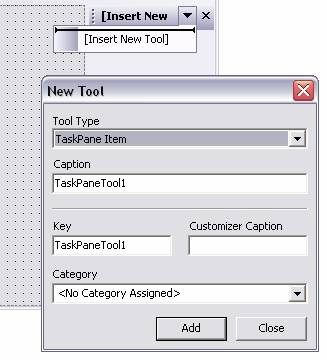 [Insert New
[Insert New Tool]
New Tool
Tool Type
TaskPane Item
Caption
TaskPaneTool1
Key
Customizer Caption
TaskPaneTool1
Category
<No Category Assigned>
Add
Close